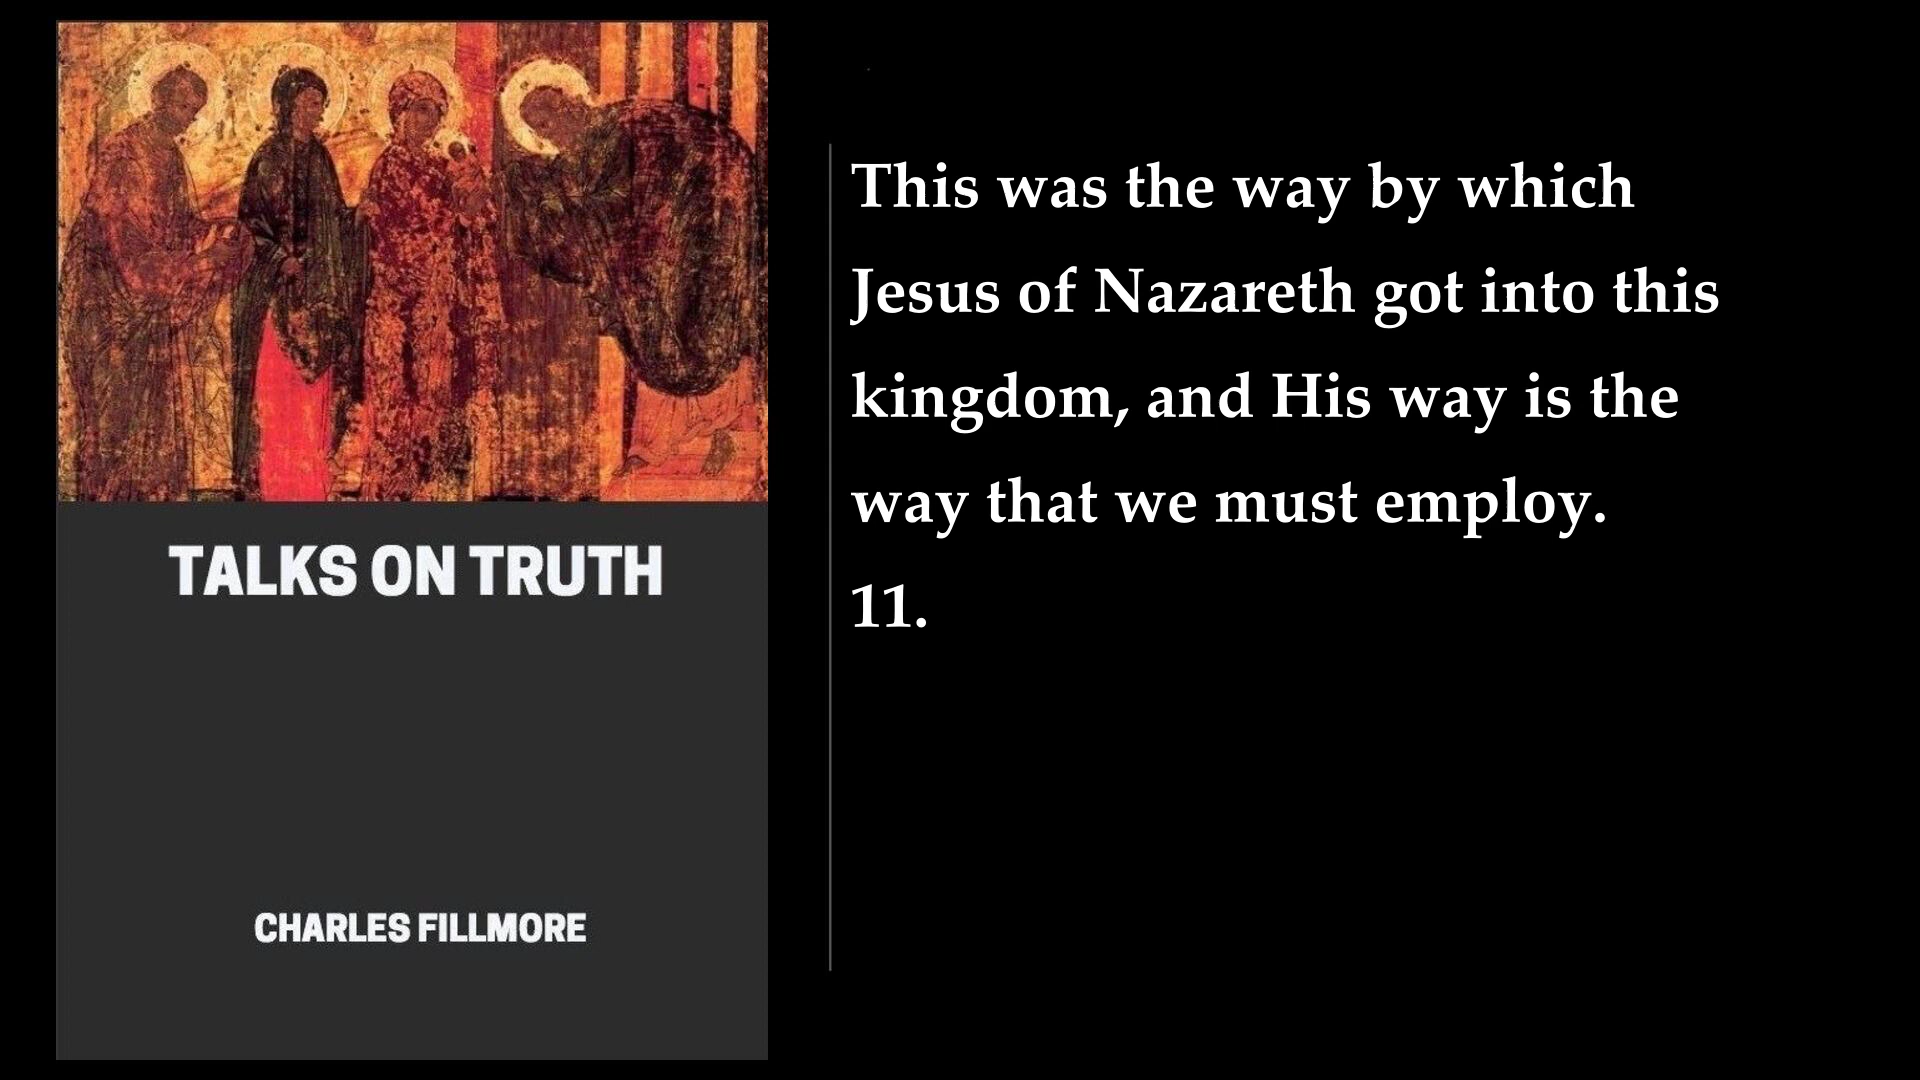 TALKS ON TRUTH
CHARLES FILLMORE
This was the way by which
Jesus of Nazareth got into this
kingdom, and His way is the
way that we must employ.
11.